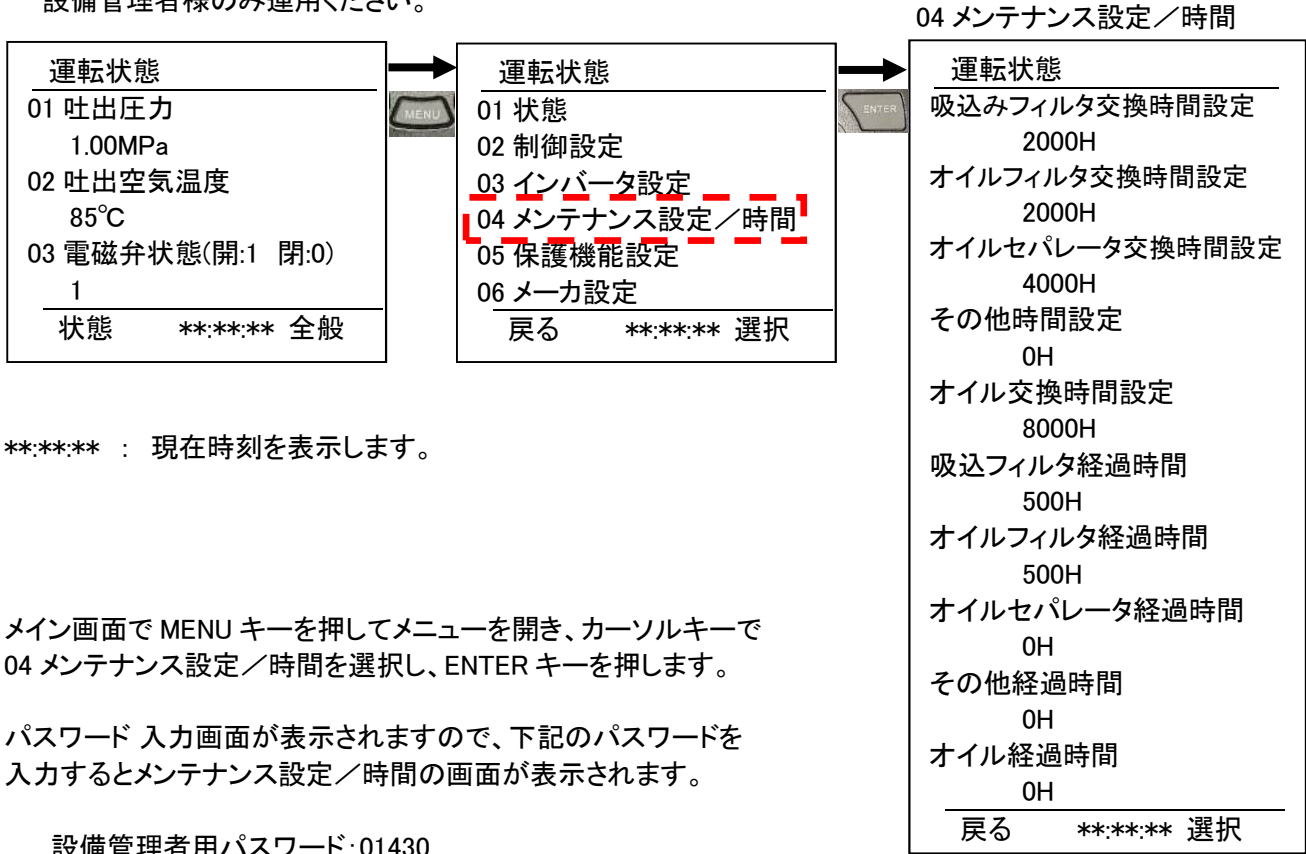 設備管理者様のみ運用ください。
04 メンテナンス設定／時間
運転状態
01 吐出圧力
1.00MPa
02 吐出空気温度
85℃
03 電磁弁状態(開:1 閉:0)
1
状態 **:**:** 全般
MENU
運転状態
01 状態
02 制御設定
03 インバータ設定
04 メンテナンス設定／時間
05 保護機能設定
06 メーカ設定
戻る **:**:** 選択
ENTER
運転状態
吸込みフィルタ交換時間設定
2000H
オイルフィルタ交換時間設定
2000H
オイルセパレータ交換時間設定
4000H
その他時間設定
0H
オイル交換時間設定
8000H
吸込フィルタ経過時間
500H
オイルフィルタ経過時間
500H
オイルセパレータ経過時間
0H
その他経過時間
0H
オイル経過時間
0H
戻る **:**:** 選択
**:**:** : 現在時刻を表示します。
メイン画面で MENU キーを押してメニューを開き、カーソルキーで
04 メンテナンス設定／時間を選択し、ENTER キーを押します。
パスワード 入力画面が表示されますので、下記のパスワードを
入力するとメンテナンス設定／時間の画面が表示されます。
設備管理者用パスワード:01430